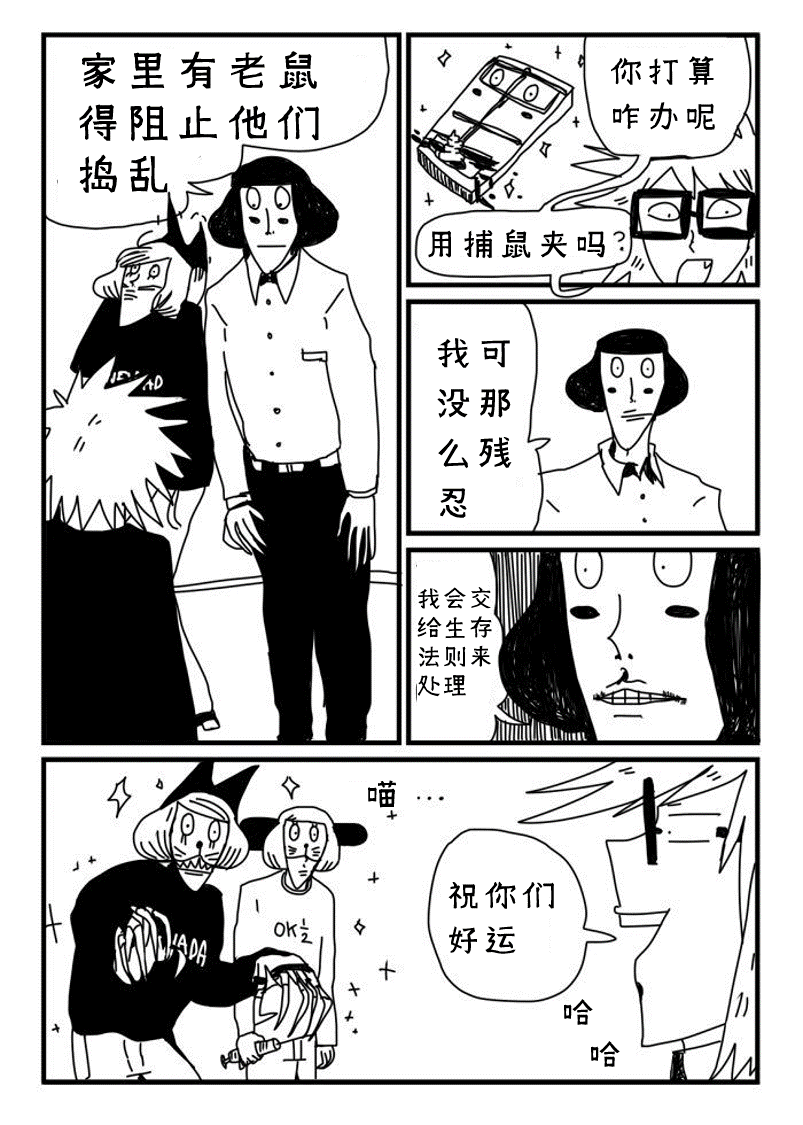 家里有老鼠
得阻止他们
捣乱
你打算
咋办呢
用捕鼠夹吗?
我可
没那
么残
忍
我会交
给生存
法则来
处理
喵 ...
OK½
祝你们
好运
哈
哈